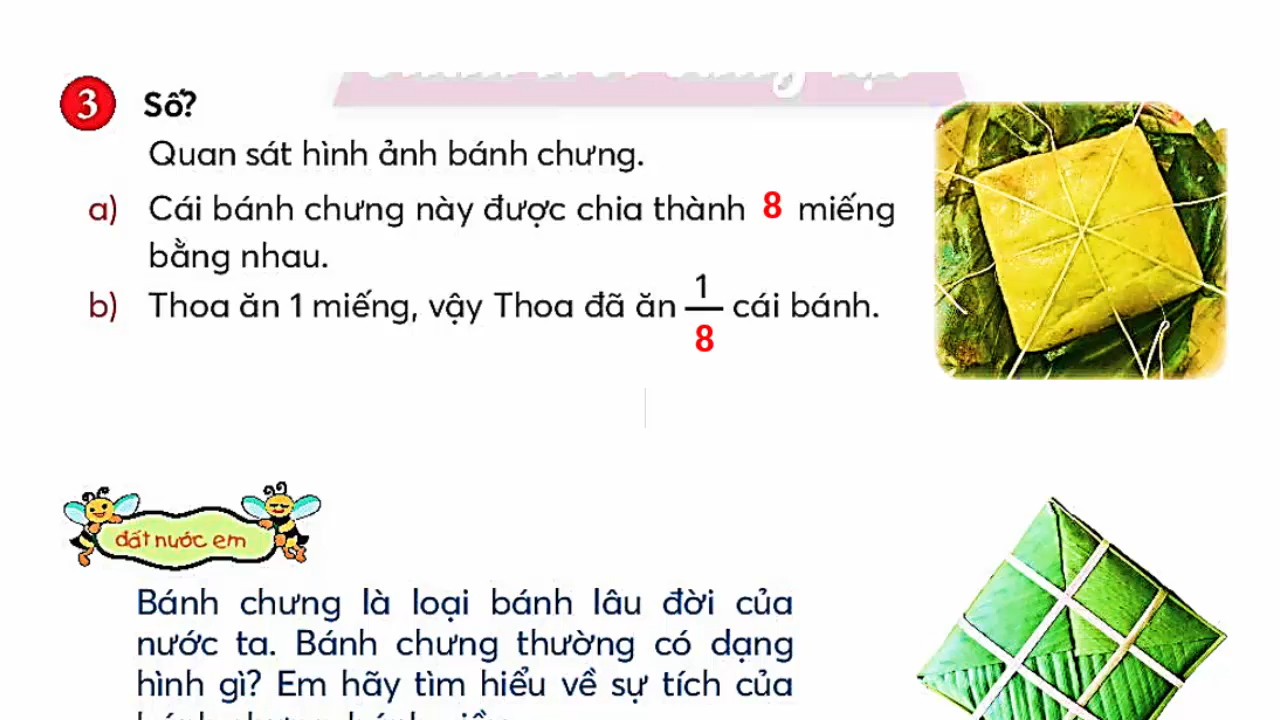 3 Số?
Quan sát hình ảnh bánh chưng.
a) Cái bánh chưng này được chia thành 8 miếng
bằng nhau.
b) Thoa ăn 1 miếng, vậy Thoa đã ăn 1/8 cái bánh.
đất nước em
Bánh chưng là loại bánh lâu đời của
nước ta. Bánh chưng thường có dạng
hình gì? Em hãy tìm hiểu về sự tích của